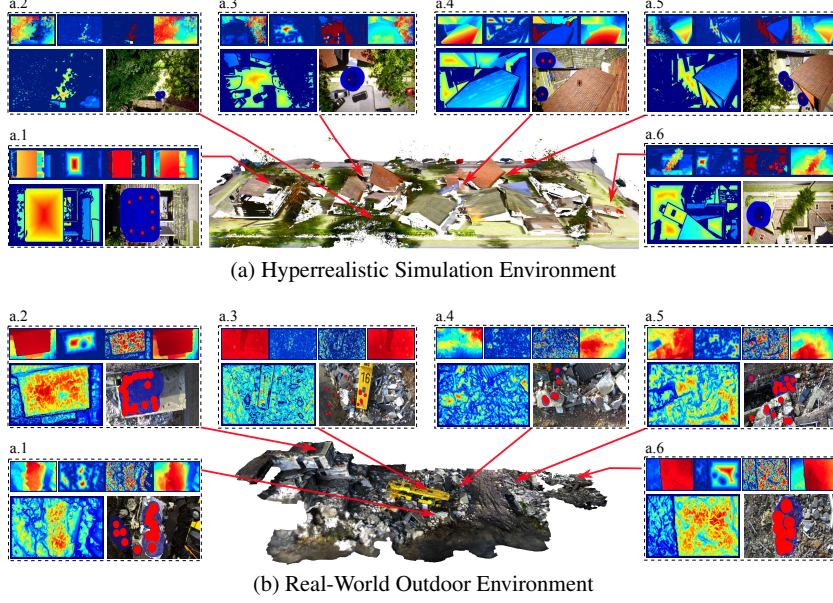 a.2
a.3
a.4
a.5
a.1
a.6
(a) Hyperrealistic Simulation Environment
a.2
a.3
a.4
a.5
16
a.1
a.6
(b) Real-World Outdoor Environment